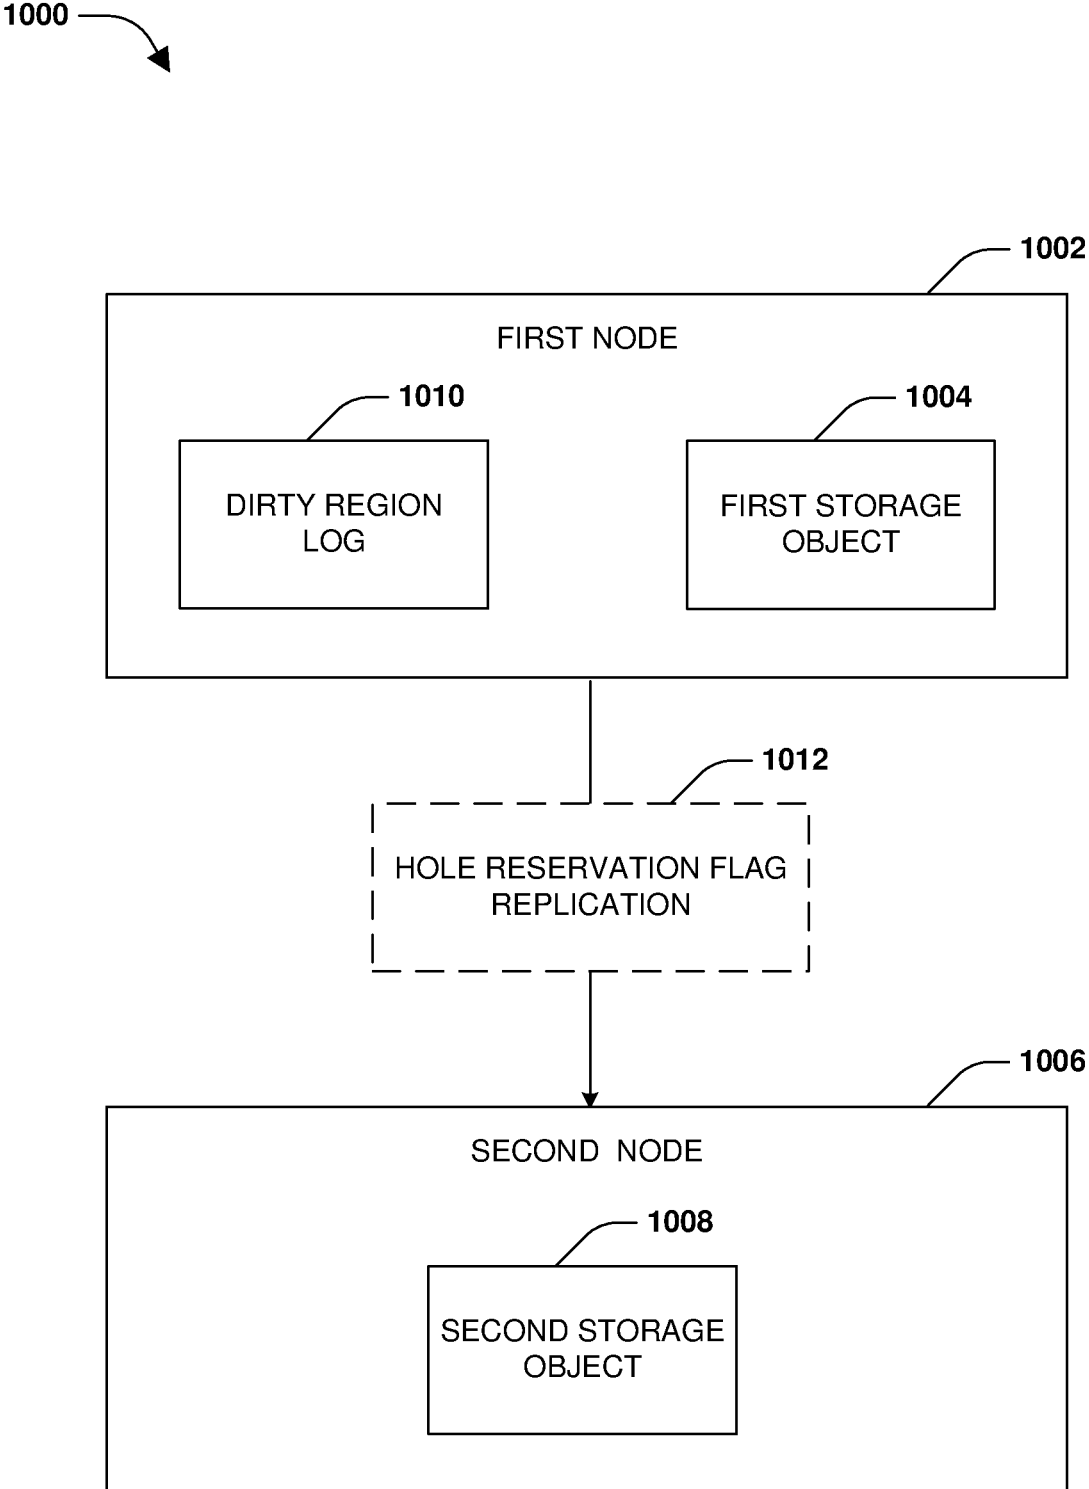 1000
1002
FIRST NODE
1010
1004
DIRTY REGION
LOG
FIRST STORAGE
OBJECT
1012
HOLE RESERVATION FLAG
REPLICATION
1006
SECOND NODE
1008
SECOND STORAGE
OBJECT